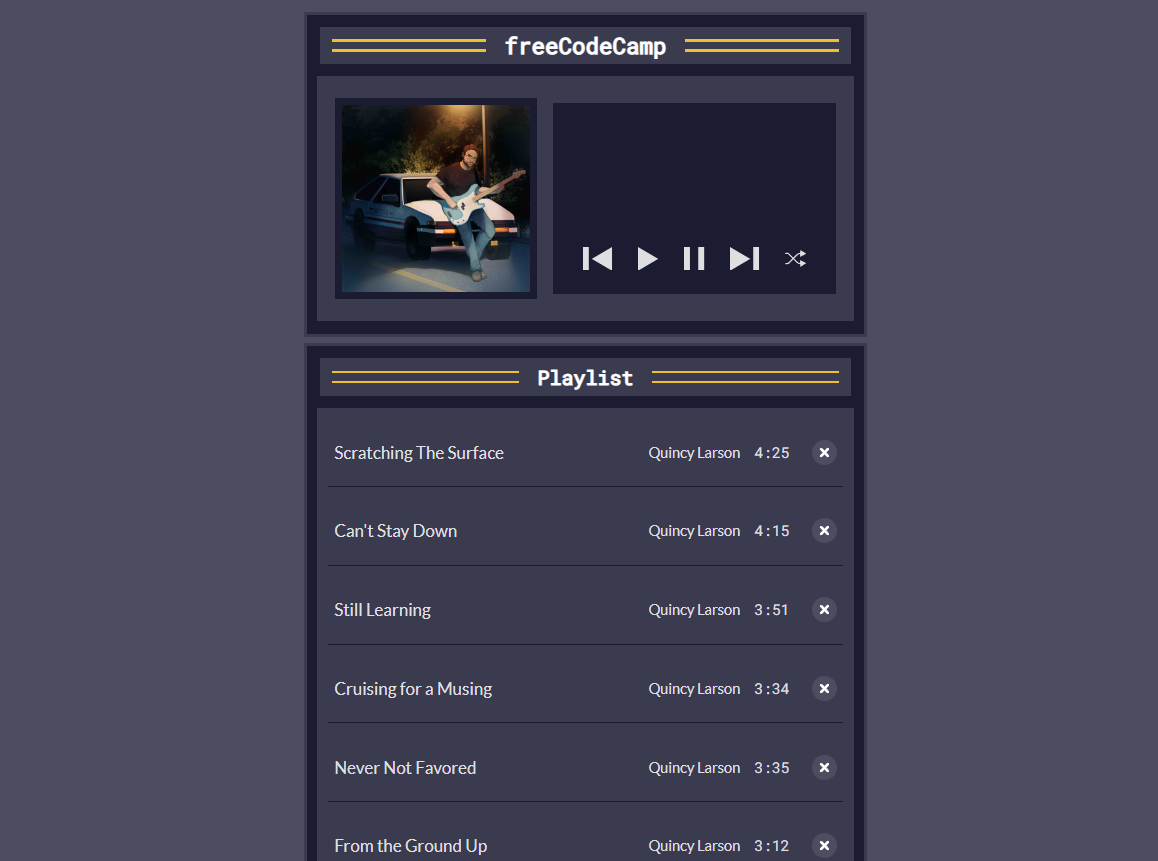 freeCodeCamp
Playlist
Scratching The Surface Quincy Larson 4:25
Can't Stay Down Quincy Larson 4:15
Still Learning Quincy Larson 3:51
Cruising for a Musing Quincy Larson 3:34
Never Not Favored Quincy Larson 3:35
From the Ground Up Quincy Larson 3:12